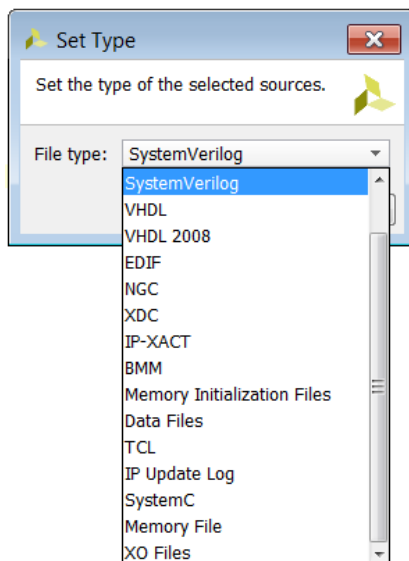 Set Type
Set the type of the selected sources.
File type: SystemVerilog
SystemVerilog
VHDL
VHDL 2008
EDIF
NGC
XDC
IP-XACT
BMM
Memory Initialization Files
Data Files
TCL
IP Update Log
SystemC
Memory File
XO Files